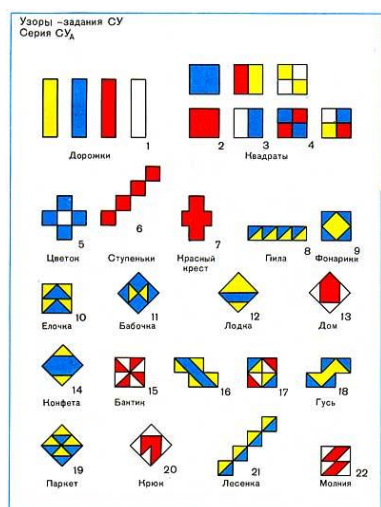 Узоры –задания СУ
Серия СУА
1
2
3
4
Дорожки
Квадраты
5
6
7
8
9
Цветок
Ступеньки
Красный
крест
Пила
Фонарики
10
11
12
13
Елочка
Бабочка
Лодка
Дом
14
15
16
17
18
Конфета
Бантик
Гусь
19
20
21
22
Паркет
Крюк
Лесенка
Молния